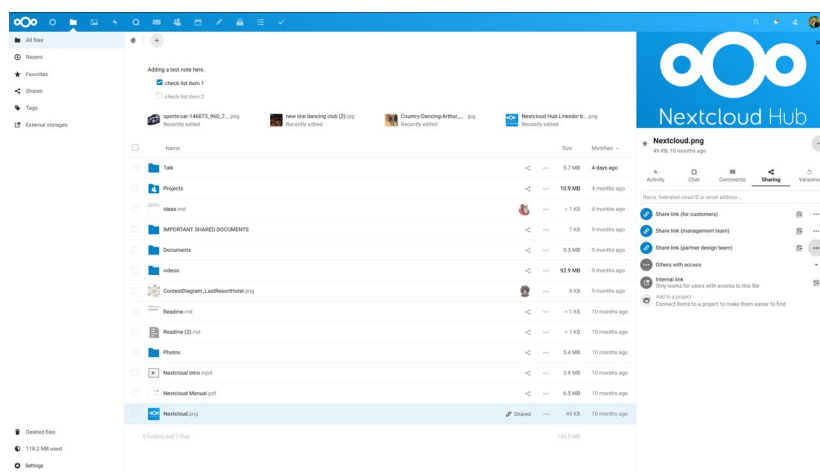 All files
Recent
Favorites
Shares
Tags
External storages
Deleted files
118.2 MB used
Settings
Adding a test note here.
check list item 1
check list item 2
sports-car-146873_960_7... .png
Recently edited
new line dancing club (2).jpg
Recently edited
Country-Dancing-Arthur_... .jpg
Recently edited
Nextcloud Hub Linkedin b... .png
Recently edited
Name Size Modified
Talk 5.7 MB 4 days ago
Projects 10.9 MB 4 months ago
ideas.md < 1 KB 4 months ago
IMPORTANT SHARED DOCUMENTS 7 KB 9 months ago
Documents 5.3 MB 9 months ago
videos 92.9 MB 9 months ago
ContextDiagram_LastResortHotel.png 8 KB 9 months ago
Readme.md < 1 KB 10 months ago
Readme (2).md < 1 KB 10 months ago
Photos 5.4 MB 10 months ago
Nextcloud intro.mp4 3.8 MB 10 months ago
Nextcloud Manual.pdf 6.5 MB 10 months ago
Nextcloud.png Shared 49 KB 10 months ago
6 folders and 7 files 130.5 MB
Nextcloud Hub
Nextcloud.png
49 KB, 10 months ago
Activity Chat Comments Sharing Versions
Name, federated cloud ID or email address...
Share link (for customers)
Share link (management team)
Share link (partner design team)
Others with access
Internal link
Only works for users with access to this file
Add to a project
Connect items to a project to make them easier to find